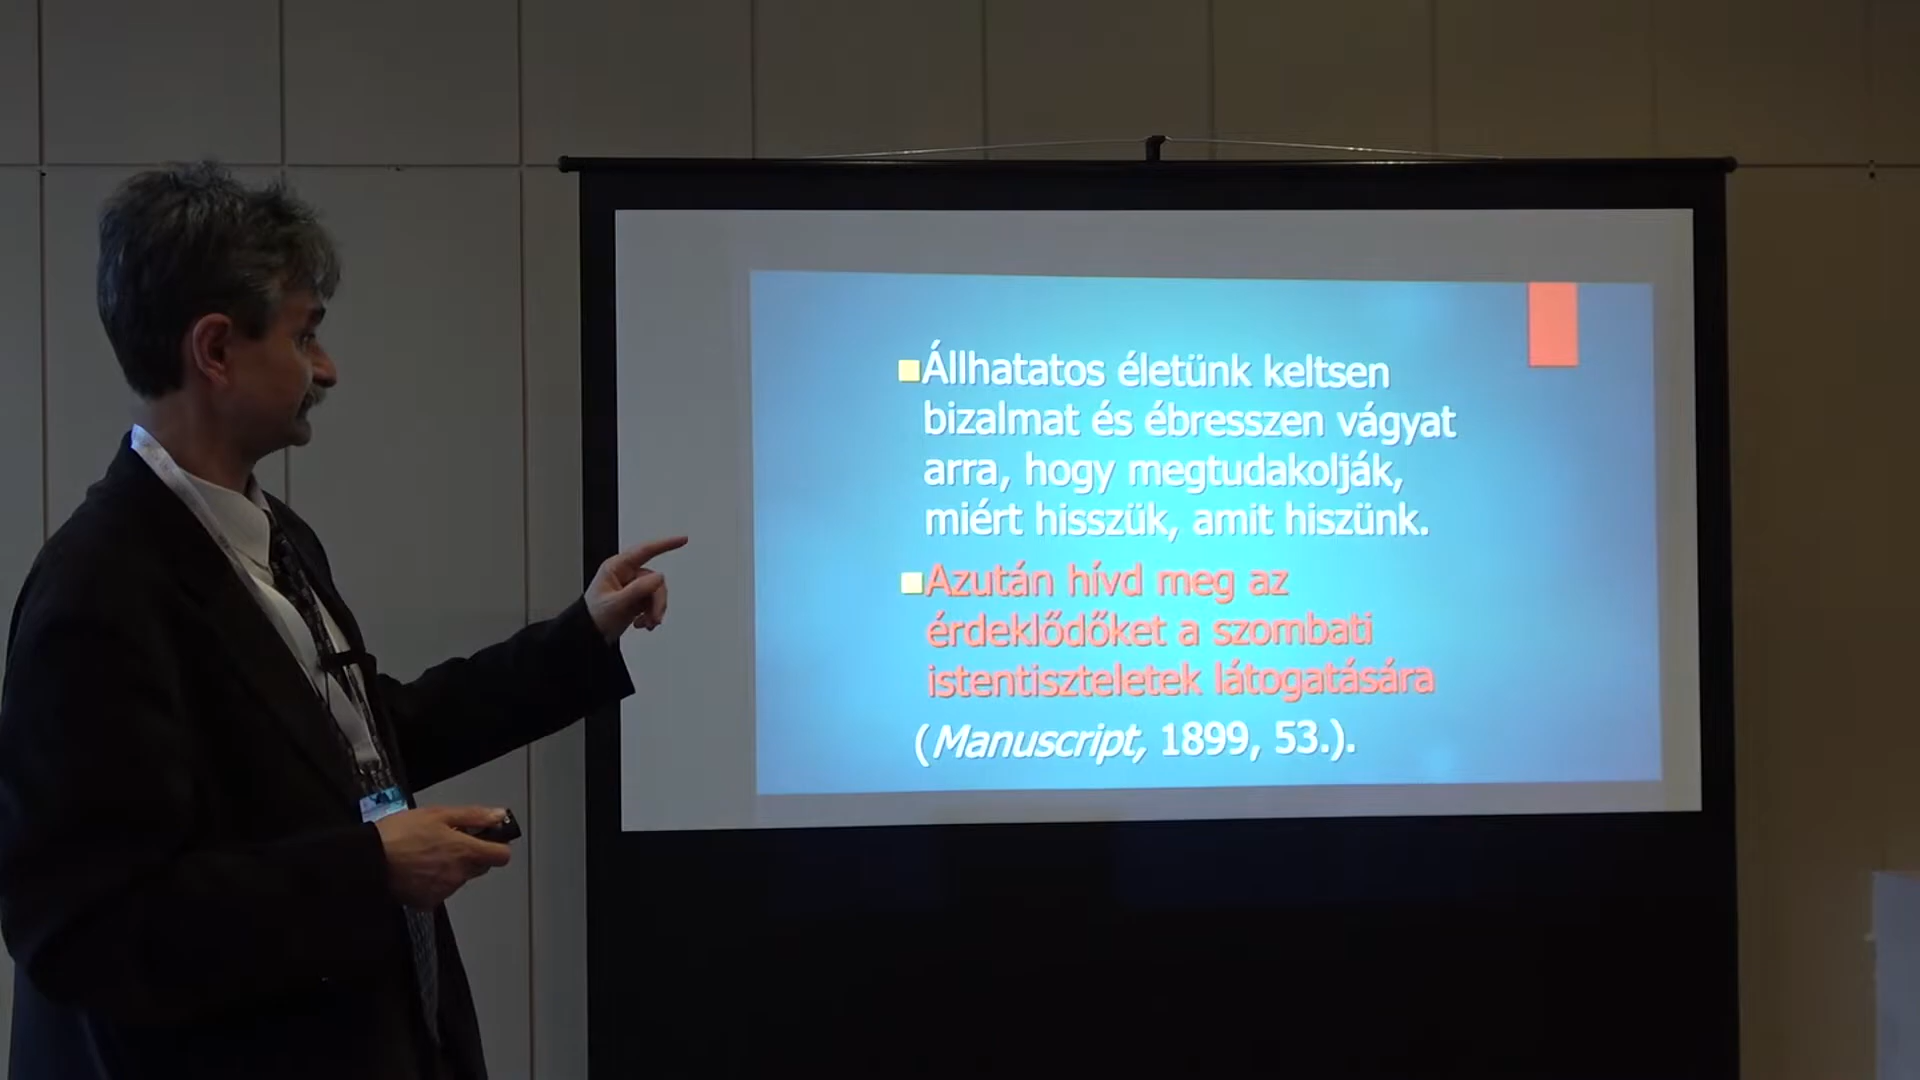 Állhatatos életünk keltsen
bizalmat és ébresszen vágyat
arra, hogy megtudakolják,
miért hisszük, amit hiszünk.
Azután hívd meg az
érdeklődőket a szombati
istentiszteletek látogatására
(Manuscript, 1899, 53.).